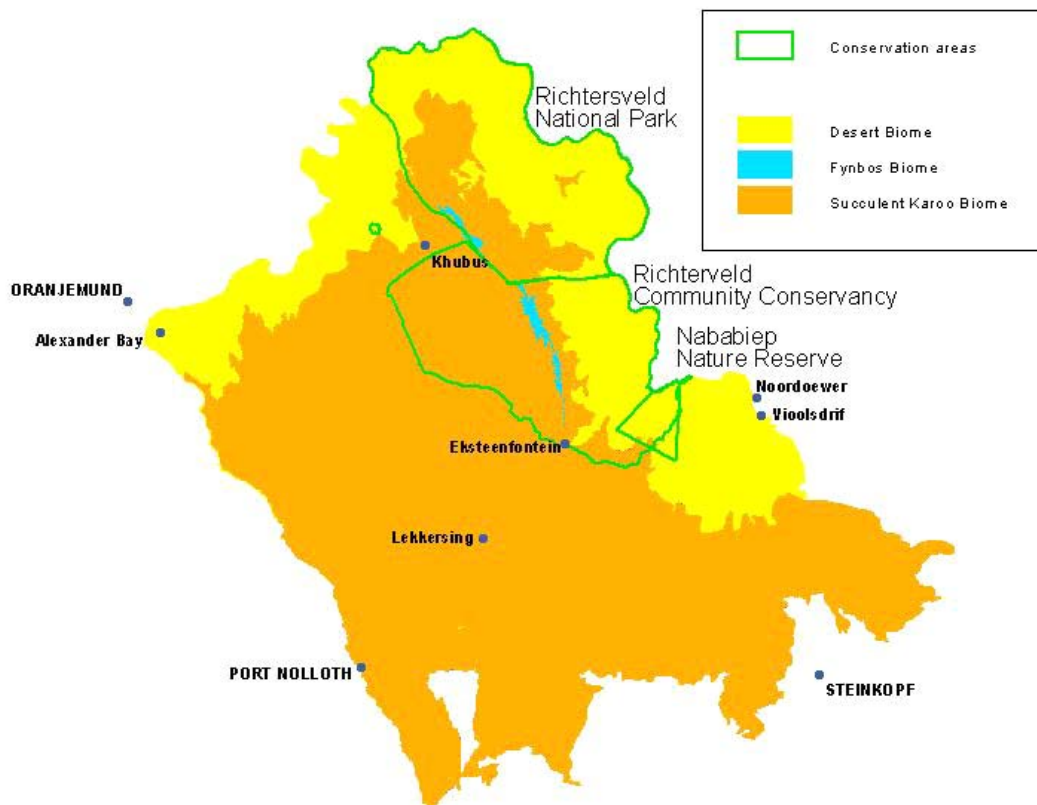 Conservation areas
Desert Biome
Fynbos Biome
Succulent Karoo Biome
Richtersveld
National Park
Khubus
Richterveld
Community Conservancy
ORANJEMUND
Alexander Bay
Nababiep
Nature Reserve
Noordoewer
Vioolsdrif
Eksteenfontein
Lekkersing
PORT NOLLOTH
STEINKOPF